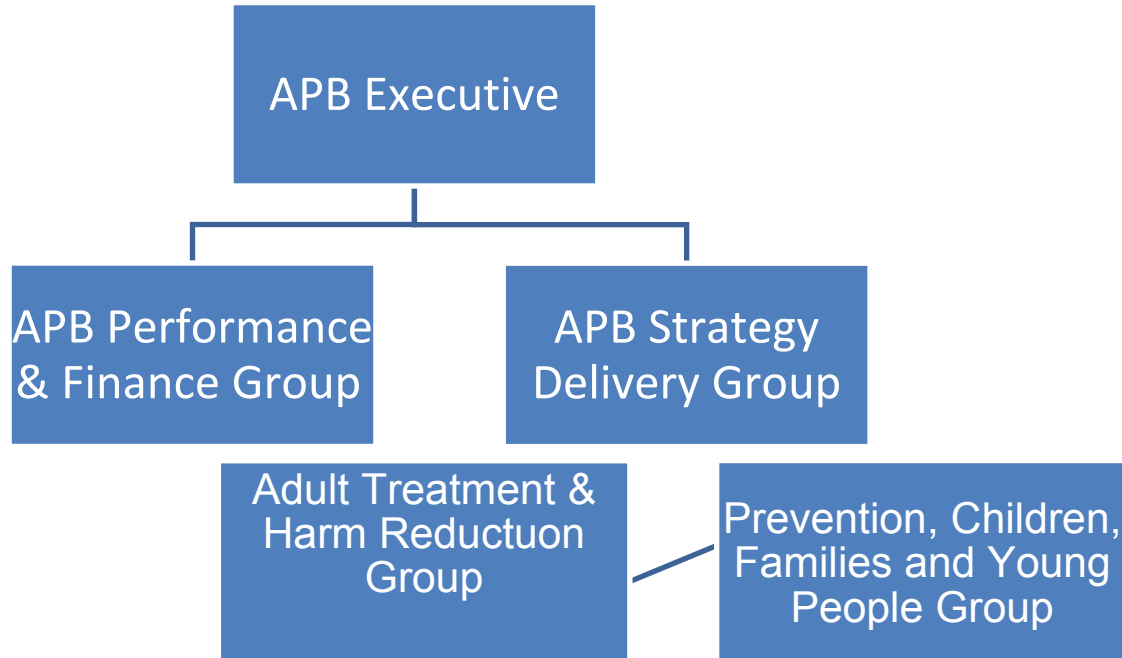 APB Executive
APB Performance
& Finance Group
APB Strategy
Delivery Group
Adult Treatment &
Harm Reductuon
Group
Prevention, Children,
Families and Young
People Group